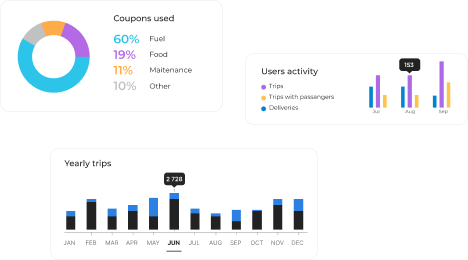 Coupons used
60% Fuel
19% Food
11% Maitenance
10% Other
Users activity
Trips
Trips with passangers
Deliveries
153
Jul Aug Sep
Yearly trips
2 728
JAN FEB MAR APR MAY JUN JUL AUG SEP OCT NOV DEC